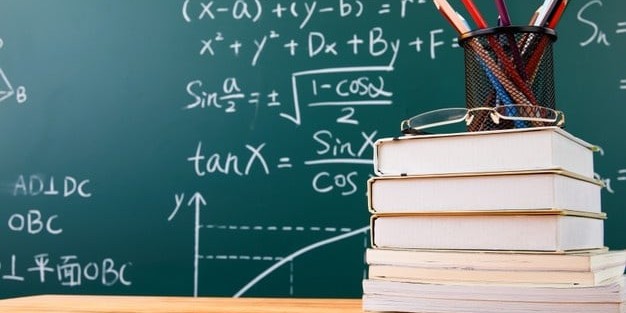 (x-a) + (y-b) = r
x² + y² + Dx + By + F =
Sin a/2 = ± √(1-cosα / 2)
tanX = SinX / Cos
B
AD⊥DC
OBC
⊥平面OBC
y
Sn =